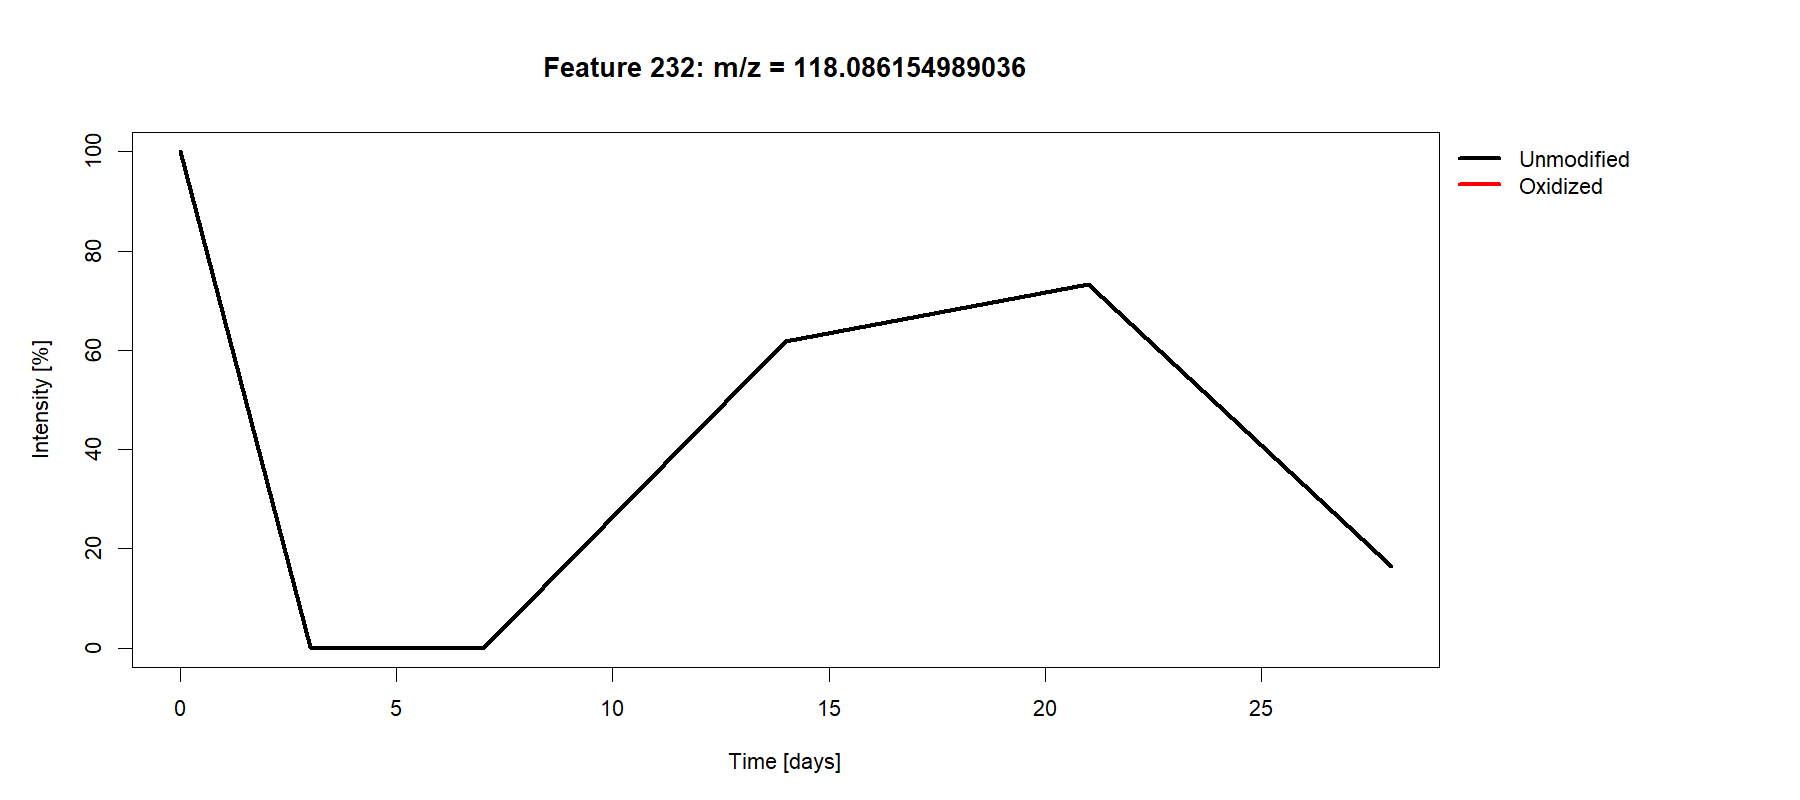 Feature 232: m/z = 118.086154989036
Unmodified
Oxidized
Intensity [%]
100
80
60
40
20
0
0 5 10 15 20 25
Time [days]